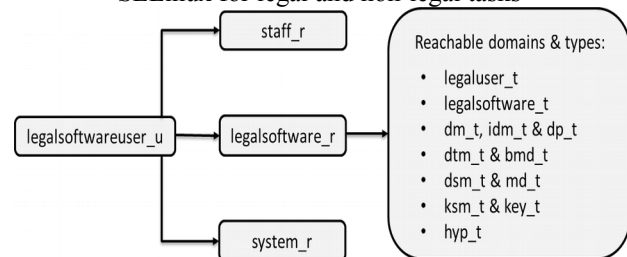 SELinux for legal and non-legal tasks
staff_r
legalsoftwareuser_u
legalsoftware_r
system_r
Reachable domains & types:
• legaluser_t
• legalsoftware_t
• dm_t, idm_t & dp_t
• dtm_t & bmd_t
• dsm_t & md_t
• ksm_t & key_t
• hyp_t